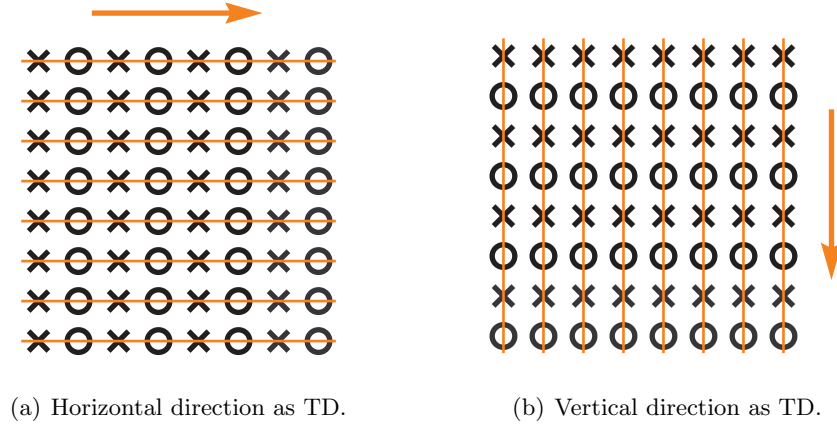 (a) Horizontal direction as TD.
(b) Vertical direction as TD.